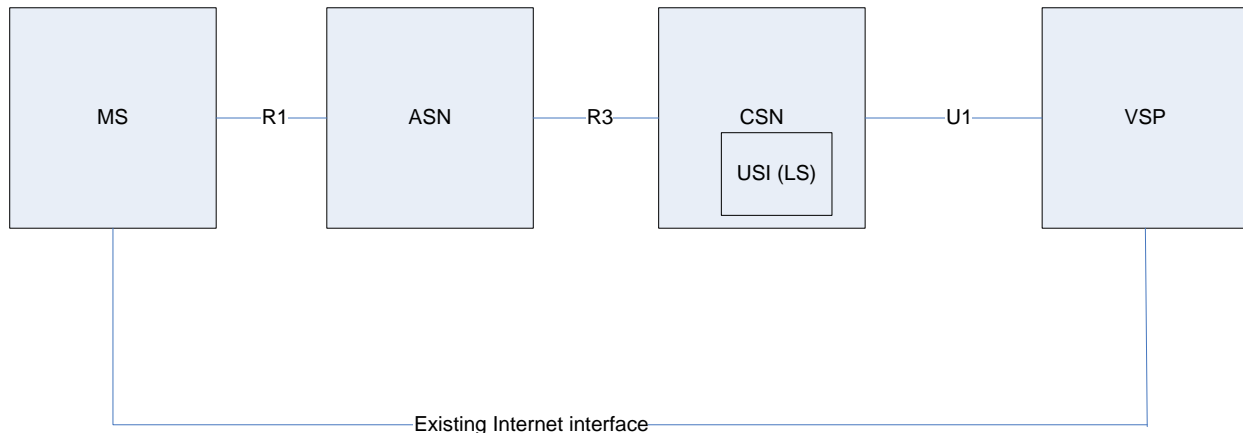 MS
R1
ASN
R3
CSN
USI (LS)
U1
VSP
Existing Internet interface